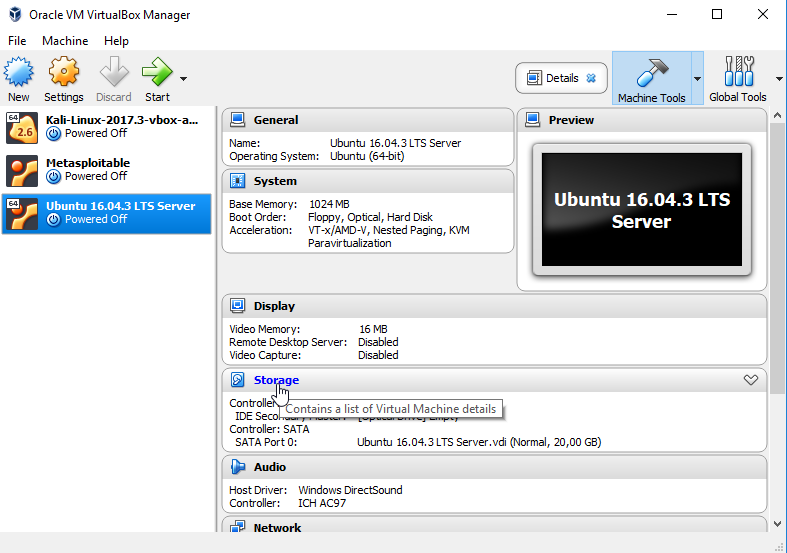 Oracle VM VirtualBox Manager
File Machine Help
New Settings Discard Start
Details
Machine Tools
Global Tools
64
2.6
Kali-Linux-2017.3-vbox-a...
Powered Off
Metasploitable
Powered Off
64
Ubuntu 16.04.3 LTS Server
Powered Off
General
Name: Ubuntu 16.04.3 LTS Server
Operating System: Ubuntu (64-bit)
System
Base Memory: 1024 MB
Boot Order: Floppy, Optical, Hard Disk
Acceleration: VT-x/AMD-V, Nested Paging, KVM
Paravirtualization
Preview
Ubuntu 16.04.3 LTS
Server
Display
Video Memory: 16 MB
Remote Desktop Server: Disabled
Video Capture: Disabled
Storage
Controller
Contains a list of Virtual Machine details
IDE Secondary Master: [Optical Drive] Empty
Controller: SATA
SATA Port 0: Ubuntu 16.04.3 LTS Server.vdi (Normal, 20,00 GB)
Audio
Host Driver: Windows DirectSound
Controller: ICH AC97
Network